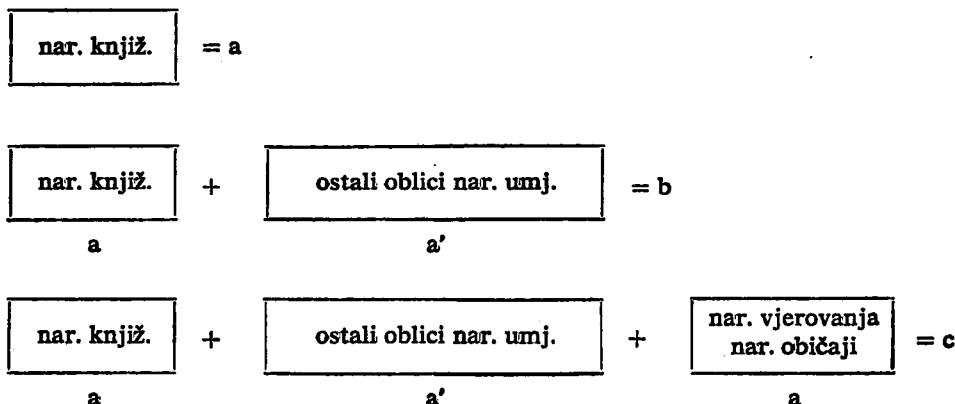 nar. knjiž. = a
nar. knjiž. + ostali oblici nar. umj. = b
a a′
nar. knjiž. + ostali oblici nar. umj. + nar. vjerovanja nar. običaji = c
a a′ a